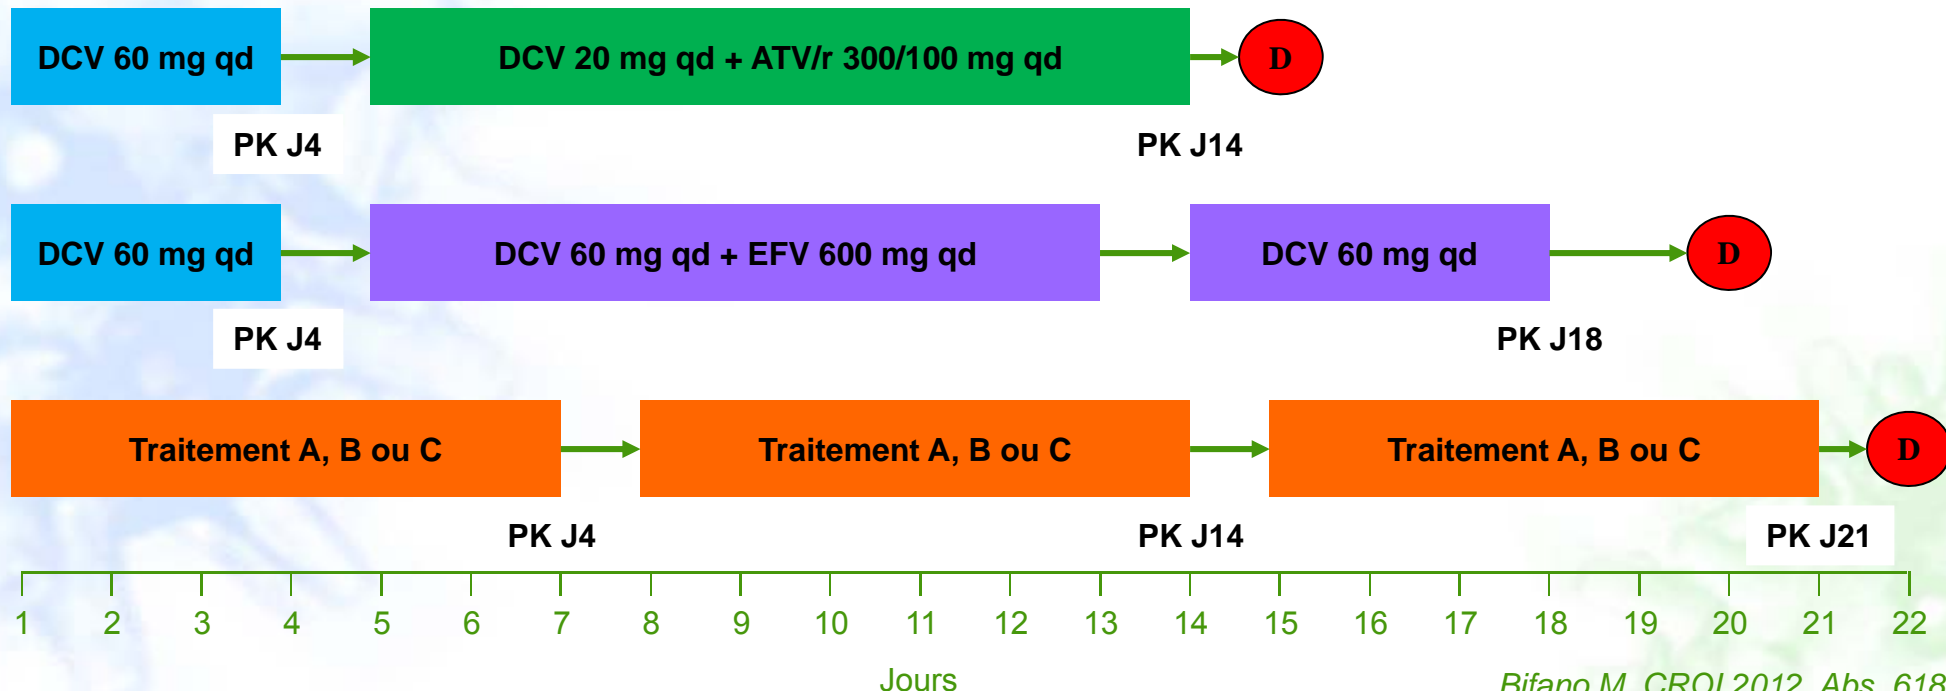 DCV 60 mg qd
DCV 20 mg qd + ATV/r 300/100 mg qd
D
PK J4
PK J14
DCV 60 mg qd
DCV 60 mg qd + EFV 600 mg qd
DCV 60 mg qd
D
PK J4
PK J18
Traitement A, B ou C
Traitement A, B ou C
Traitement A, B ou C
D
PK J4
PK J14
PK J21
1 2 3 4 5 6 7 8 9 10 11 12 13 14 15 16 17 18 19 20 21 22
Jours
Bifano M, CROI 2012, Abs. 618